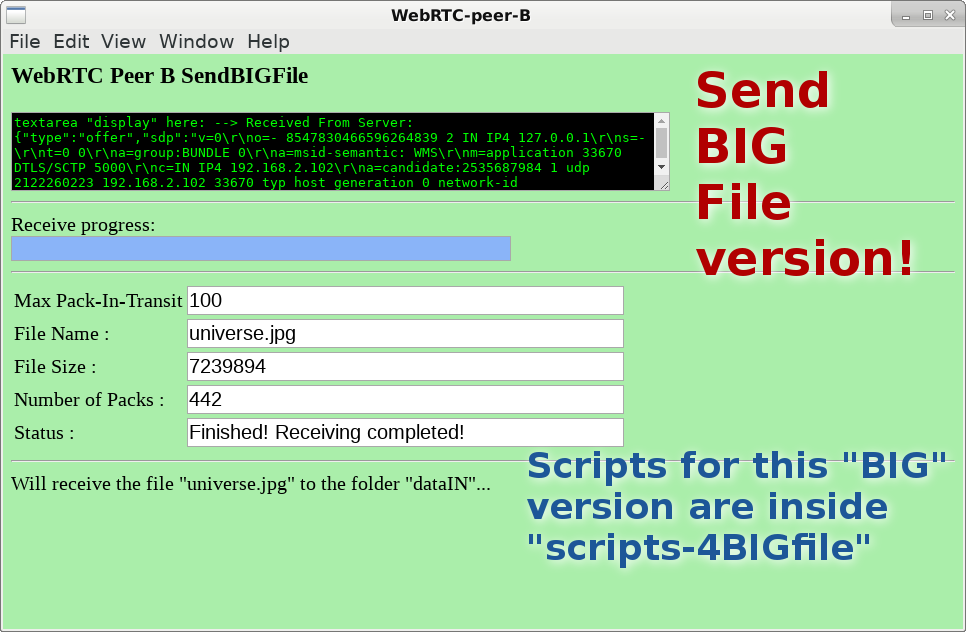 WebRTC-peer-B
File Edit View Window Help
WebRTC Peer B SendBIGFile
textarea "display" here: --> Received From Server:
{"type":"offer","sdp":"v=0\r\no=- 8547830466596264839 2 IN IP4 127.0.0.1\r\ns=-
\r\nt=0 0\r\na=group:BUNDLE 0\r\na=msid-semantic: WMS\r\nm=application 33670
DTLS/SCTP 5000\r\nc=IN IP4 192.168.2.102\r\na=candidate:2535687984 1 udp
2122260223 192.168.2.102 33670 typ host generation 0 network-id
Send
BIG
File
version!
Receive progress:
Max Pack-In-Transit 100
File Name : universe.jpg
File Size : 7239894
Number of Packs : 442
Status : Finished! Receiving completed!
Will receive the file "universe.jpg" to the folder "dataIN"...
Scripts for this "BIG"
version are inside
"scripts-4BIGfile"